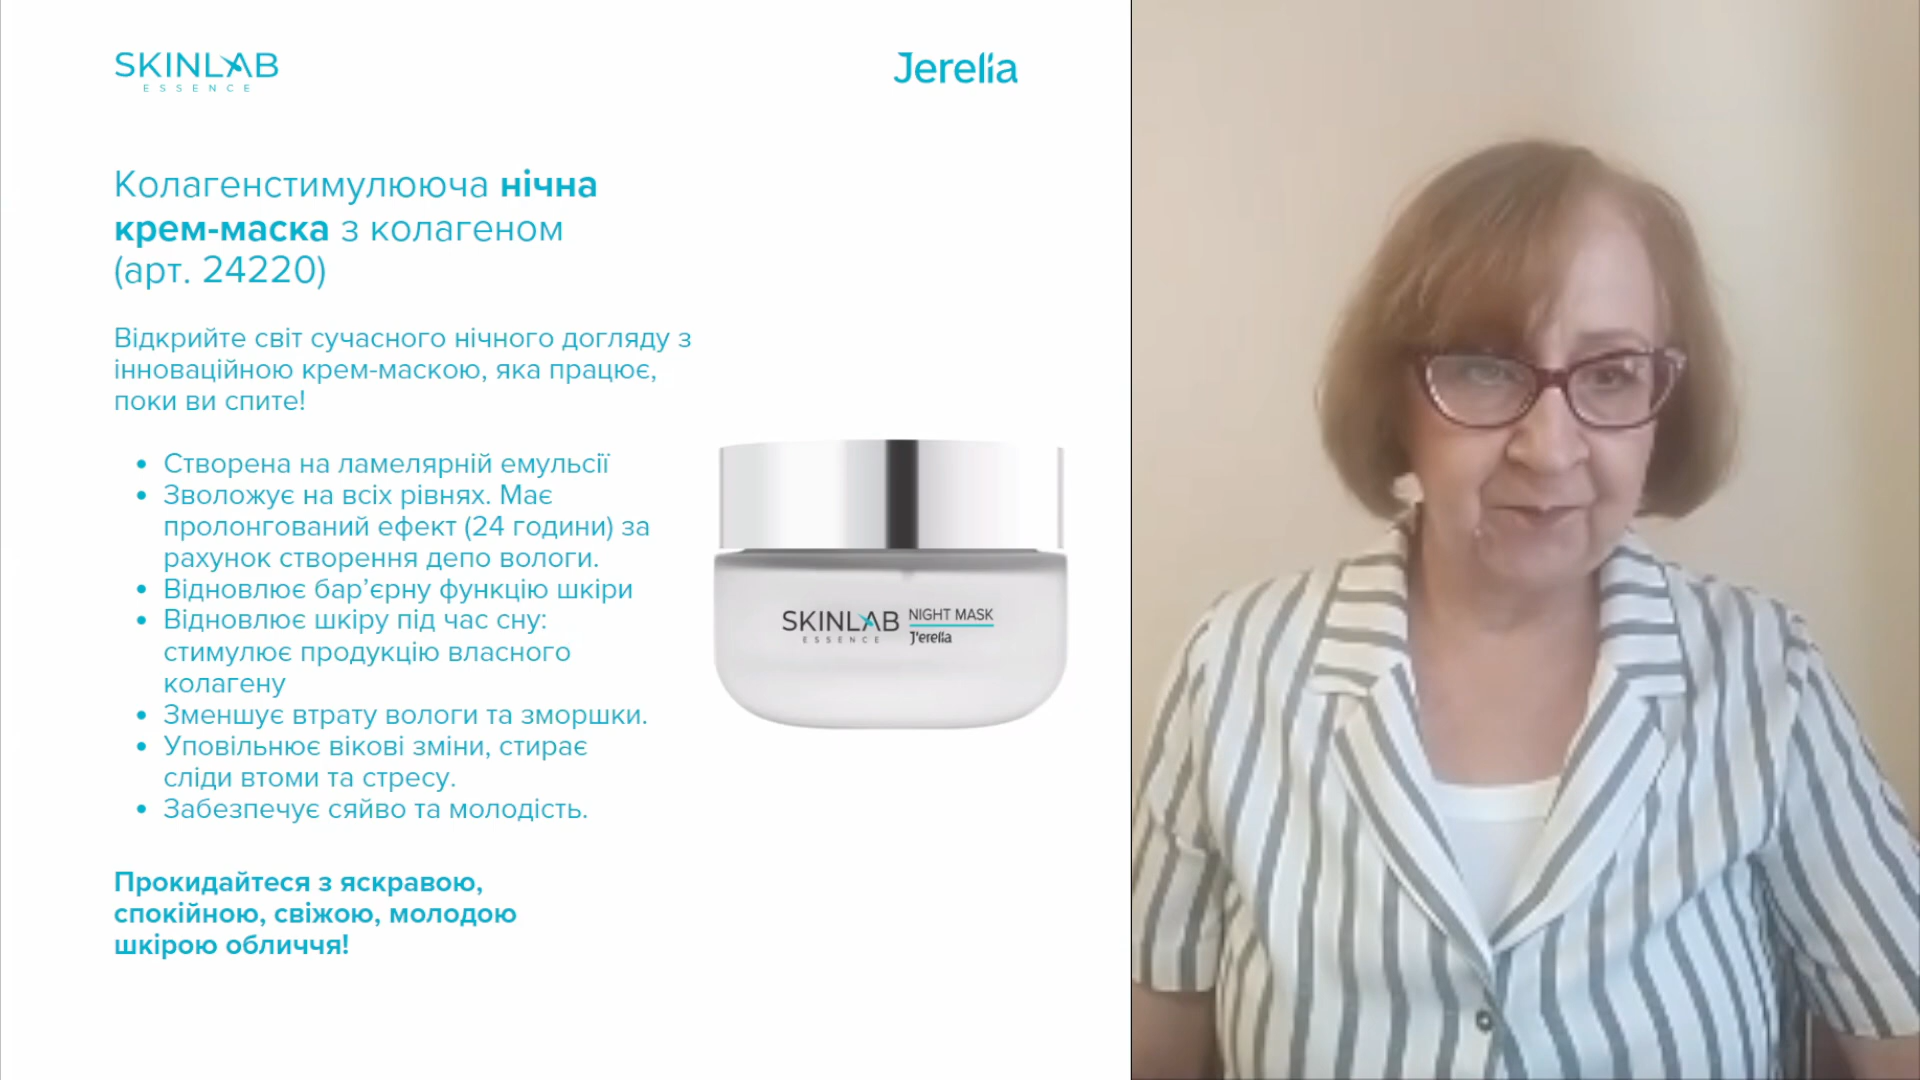 SKINLAB
ESSENCE
Jerelia
Колагенстимулююча нічна
крем-маска з колагеном
(арт. 24220)
Відкрийте світ сучасного нічного догляду з
інноваційною крем-маскою, яка працює,
поки ви спите!
• Створена на ламелярній емульсії
• Зволожує на всіх рівнях. Має
пролонгований ефект (24 години) за
рахунок створення депо вологи.
• Відновлює бар’єрну функцію шкіри
• Відновлює шкіру під час сну:
стимулює продукцію власного
колагену
• Зменшує втрату вологи та зморшки.
• Уповільнює вікові зміни, стирає
сліди втоми та стресу.
• Забезпечує сяйво та молодість.
Прокидайтеся з яскравою,
спокійною, свіжою, молодою
шкірою обличчя!
SKINLAB NIGHT MASK
ESSENCE J'erelia